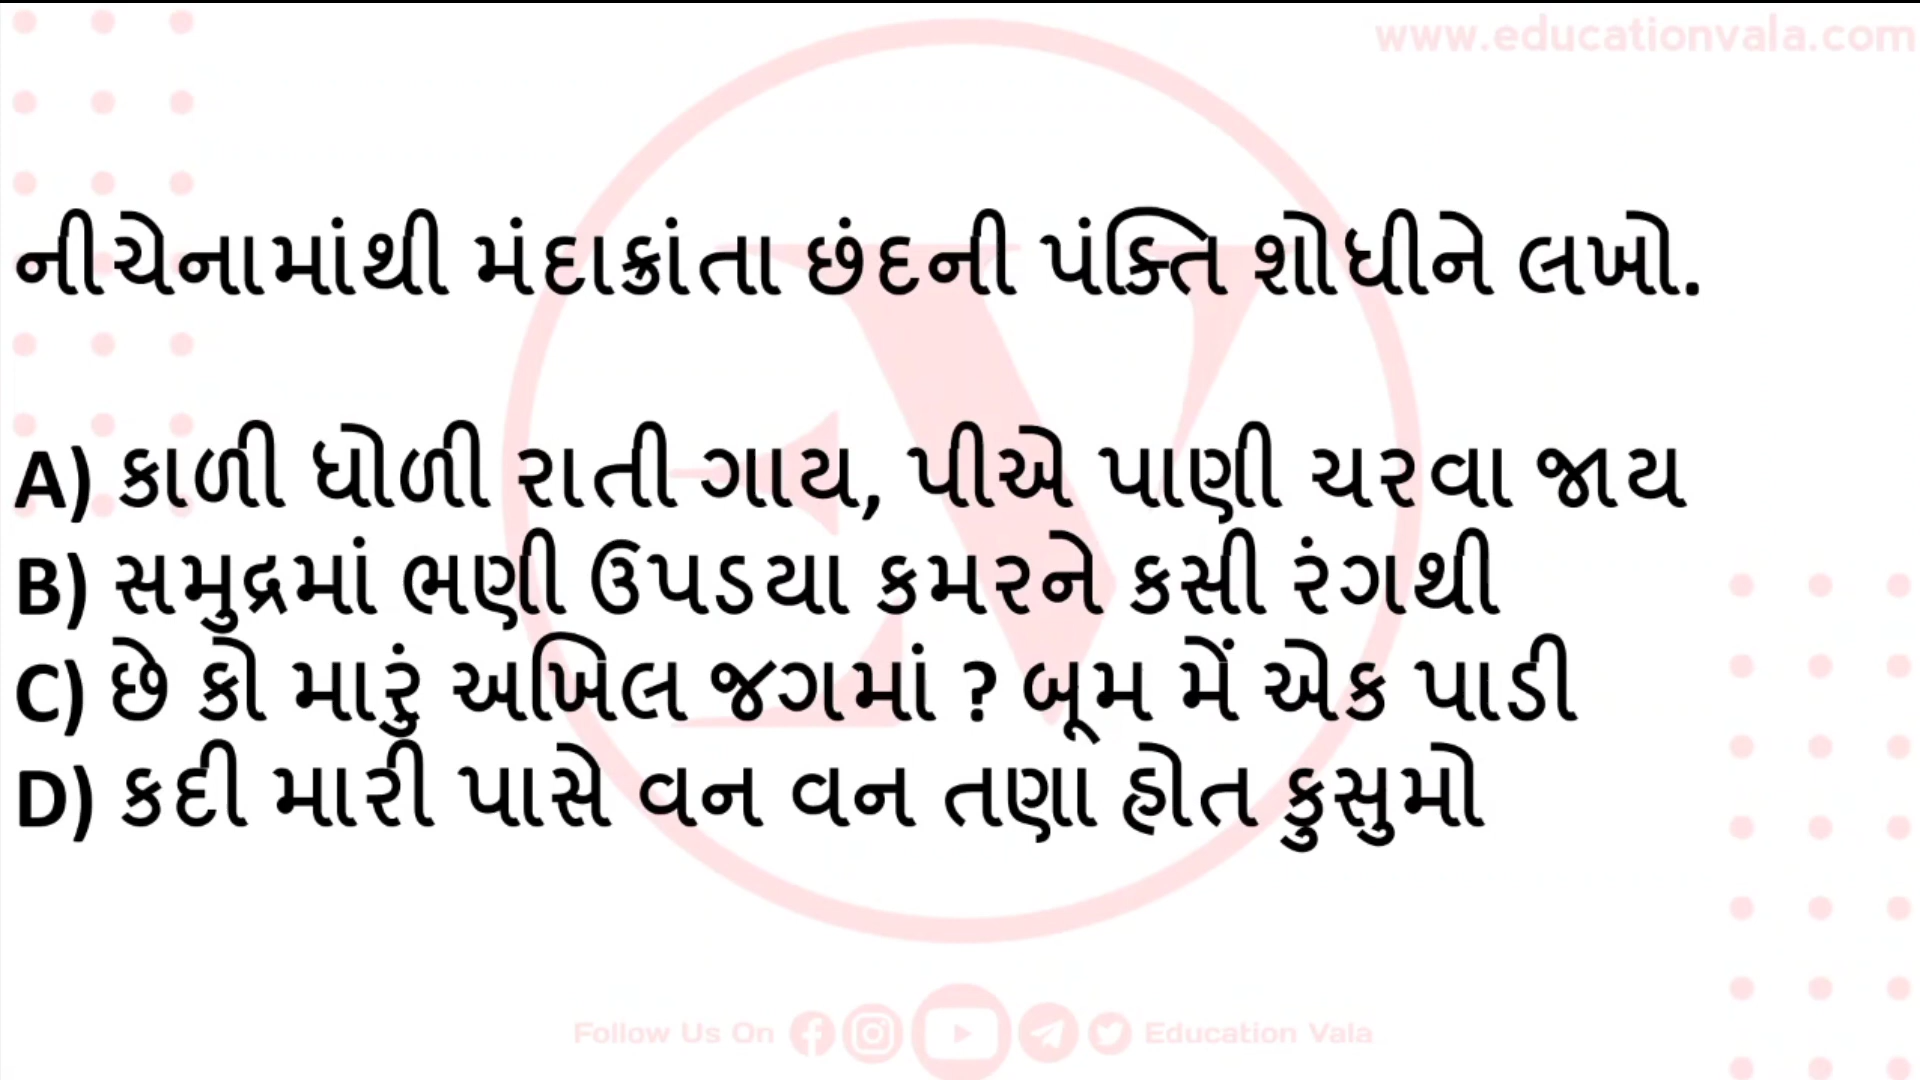 www.educationvala.com
નીચેનામાંથી મંદાક્રાંતા છંદની પંક્તિ શોધીને લખો.
A) કાળી ધોળી રાતી ગાય, પીએ પાણી ચરવા જાય
B) સમુદ્રમાં ભણી ઉપડયા કમરને કસી રંગથી
C) છે કો મારું અખિલ જગમાં ? બૂમ મેં એક પાડી
D) કદી મારી પાસે વન વન તણા હોત કુસુમો
Follow Us On Education Vala